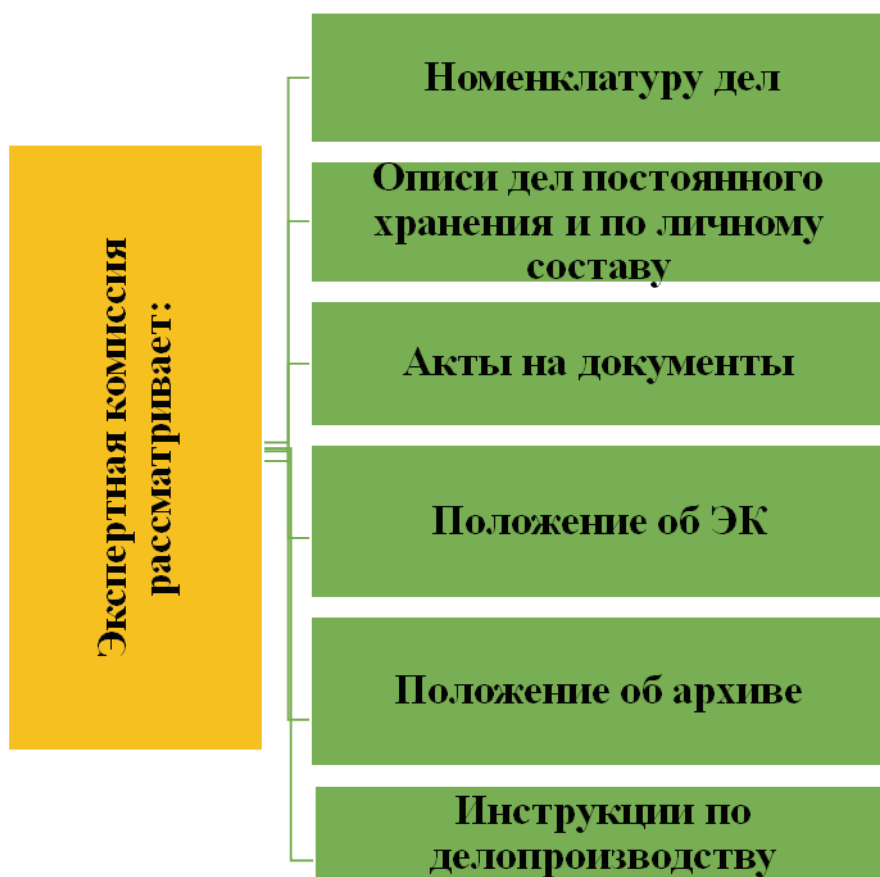 Экспертная комиссия
рассматривает:
Номенклатуру дел
Описи дел постоянного
хранения и по личному
составу
Акты на документы
Положение об ЭК
Положение об архиве
Инструкции по
делопроизводству